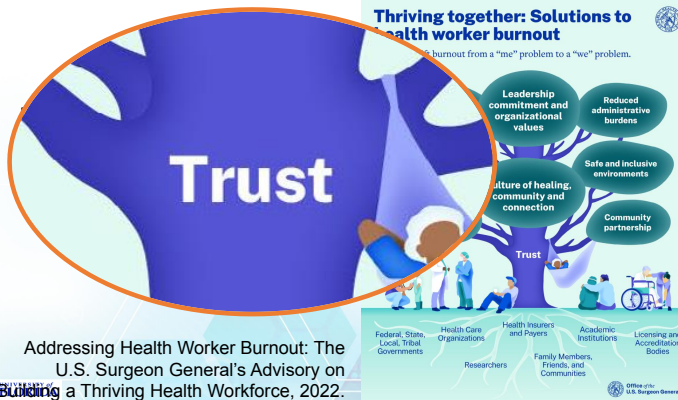 Thriving together: Solutions to
health worker burnout
burnout from a “me” problem to a “we” problem.
Trust
Leadership
commitment and
organizational
values
Reduced
administrative
burdens
Safe and inclusive
environments
culture of healing,
community and
connection
Community
partnership
Trust
Federal, State,
Local, Tribal
Governments
Health Care
Organizations
Health Insurers
and Payers
Academic
Institutions
Licensing and
Accreditation
Bodies
Researchers
Family Members,
Friends, and
Communities
Office of the
U.S. Surgeon General
Addressing Health Worker Burnout: The
U.S. Surgeon General’s Advisory on
Building a Thriving Health Workforce, 2022.